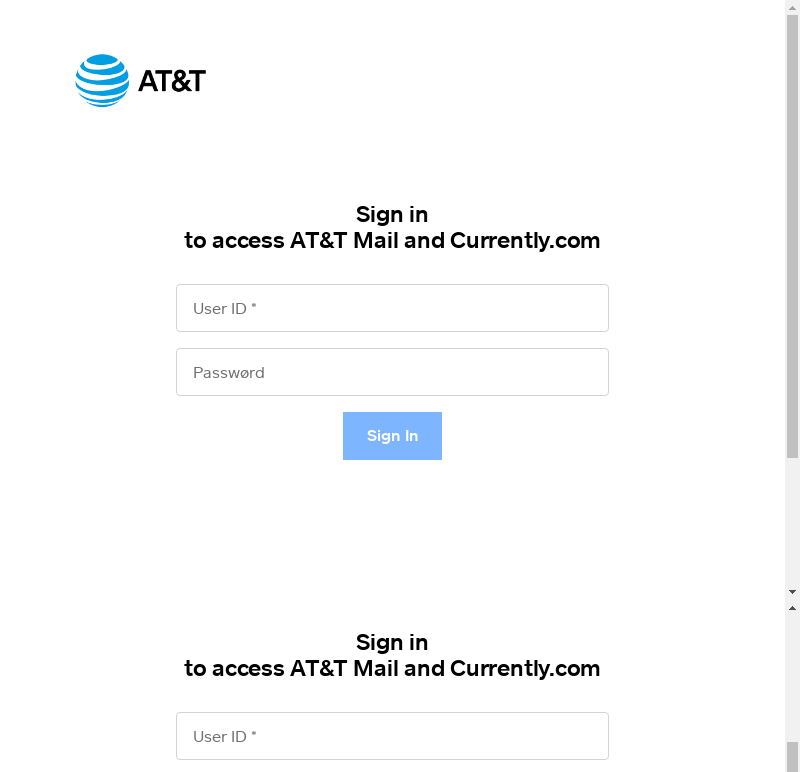 AT&T
Sign in
to access AT&T Mail and Currently.com
User ID *
Passwørd
Sign In
Sign in
to access AT&T Mail and Currently.com
User ID *